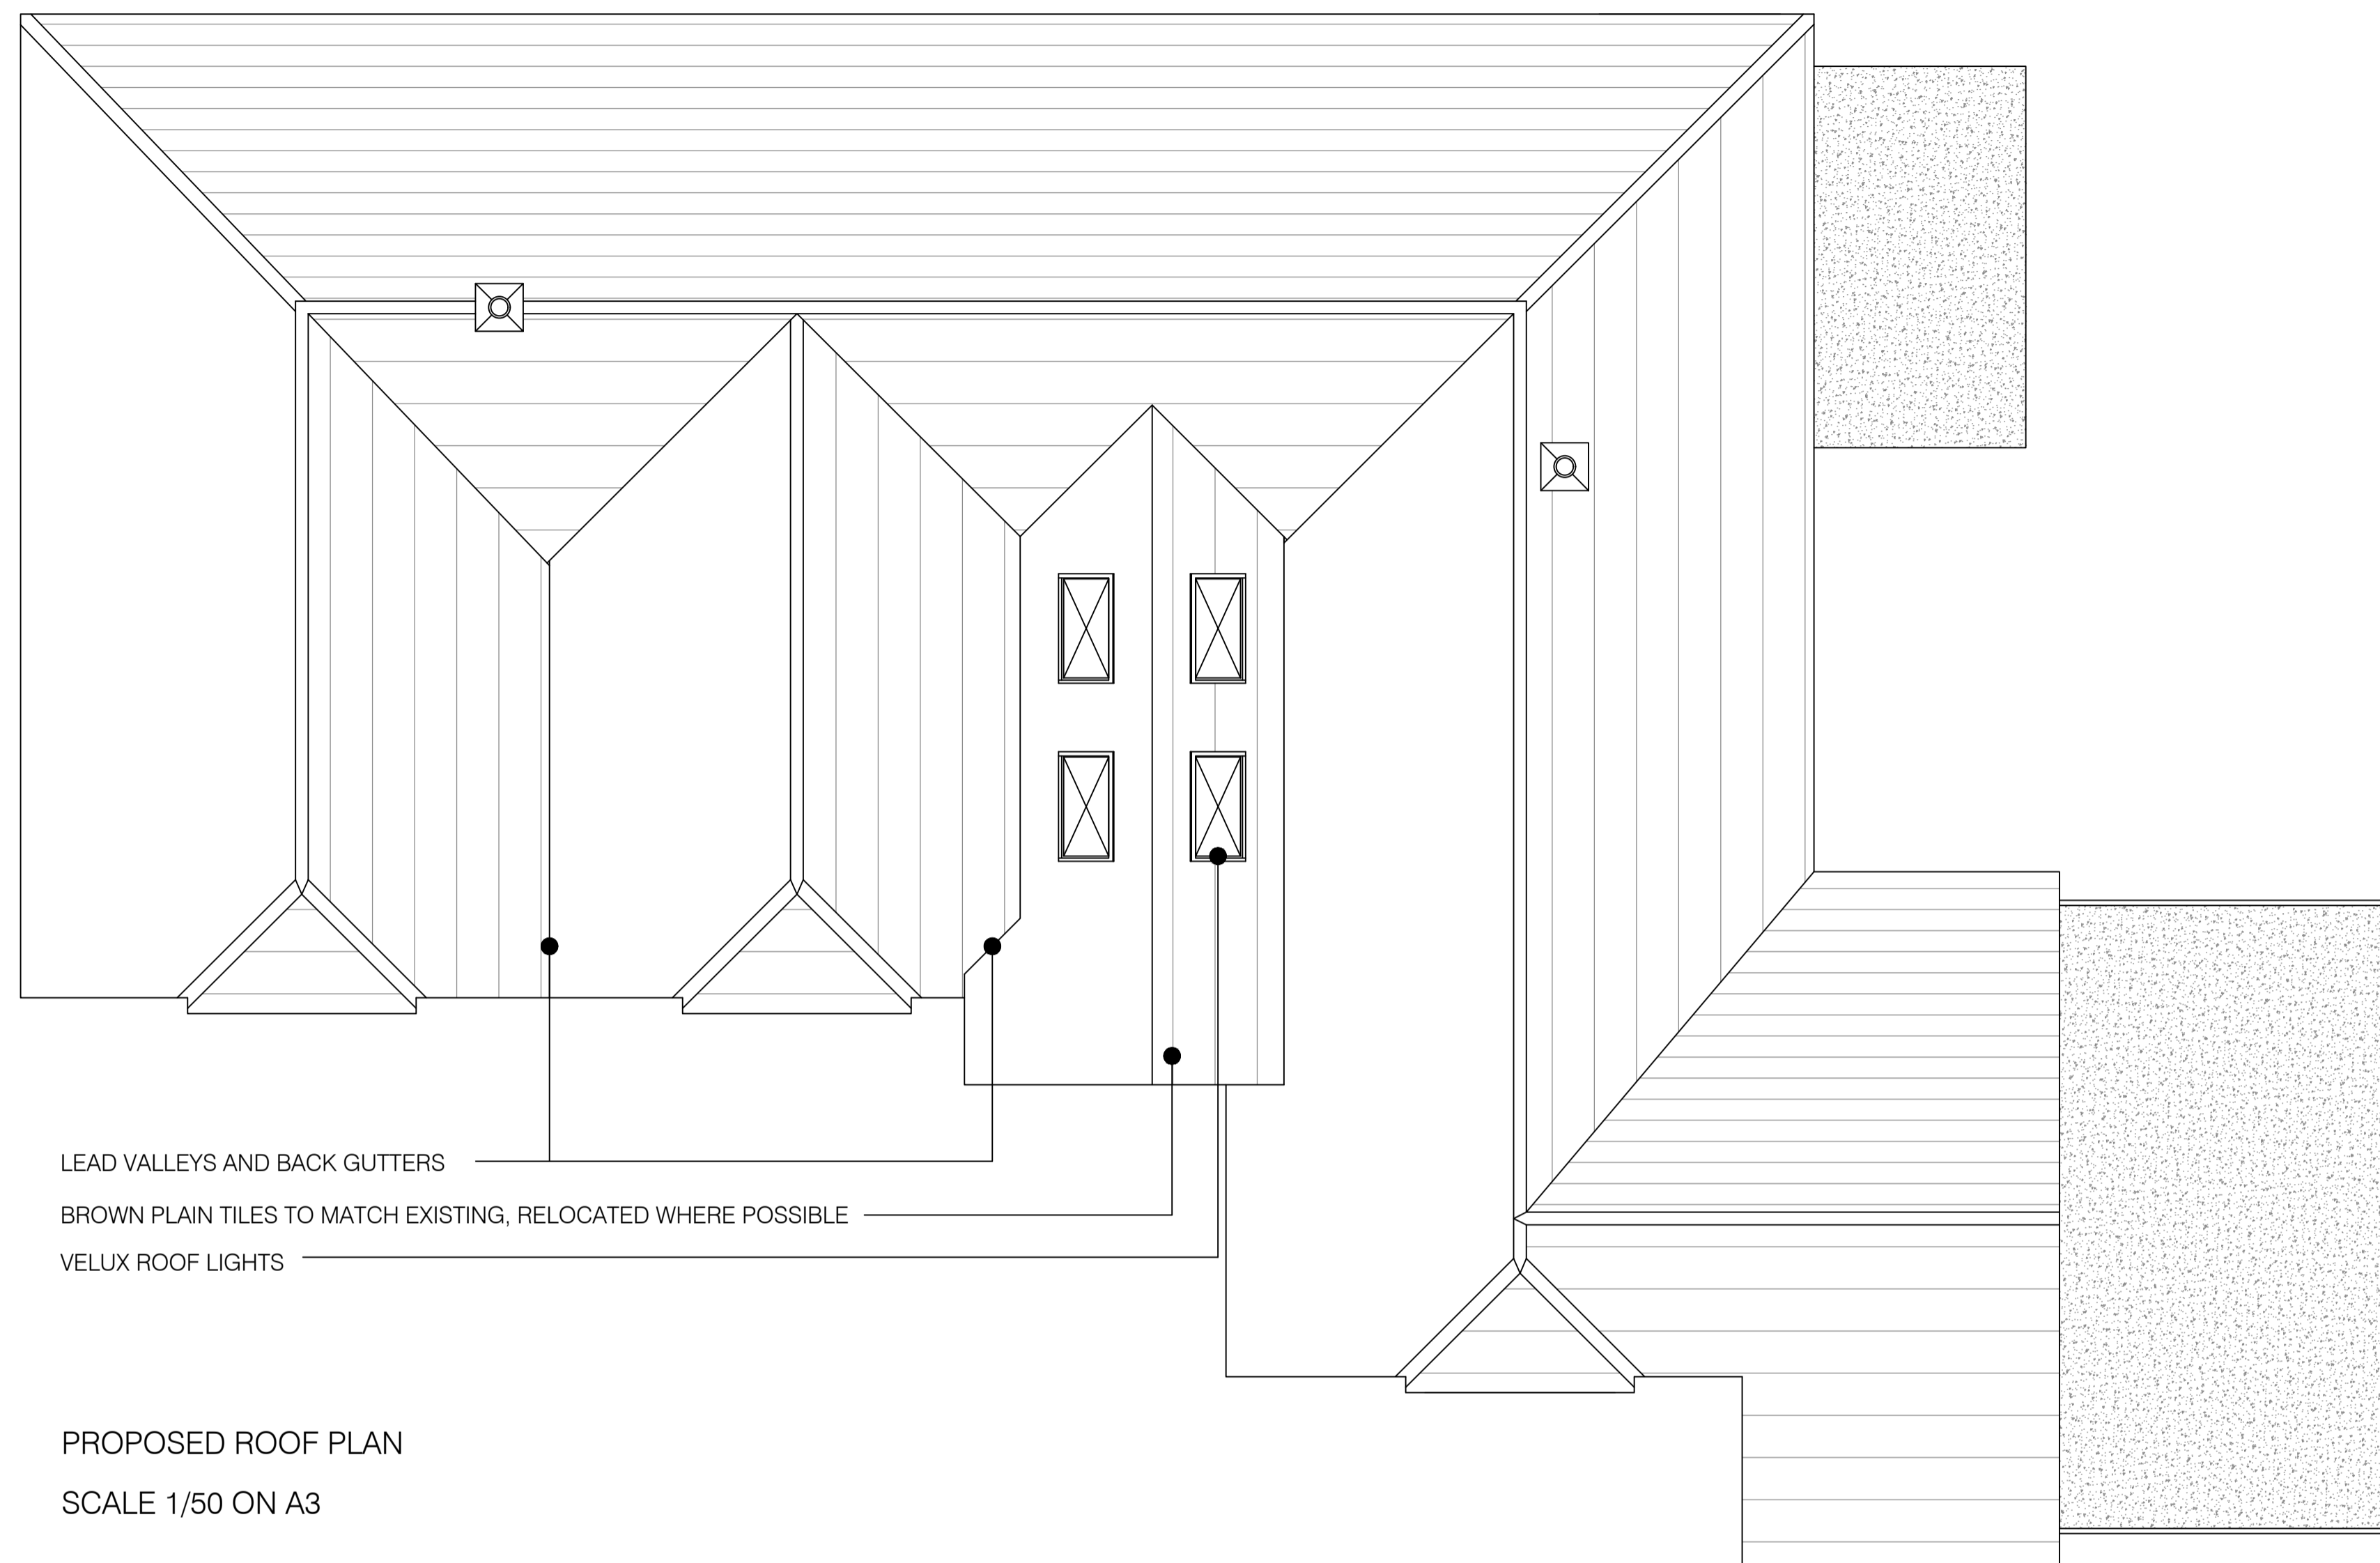 LEAD VALLEYS AND BACK GUTTERS
BROWN PLAIN TILES TO MATCH EXISTING, RELOCATED WHERE POSSIBLE
VELUX ROOF LIGHTS
PROPOSED ROOF PLAN
SCALE 1/50 ON A3